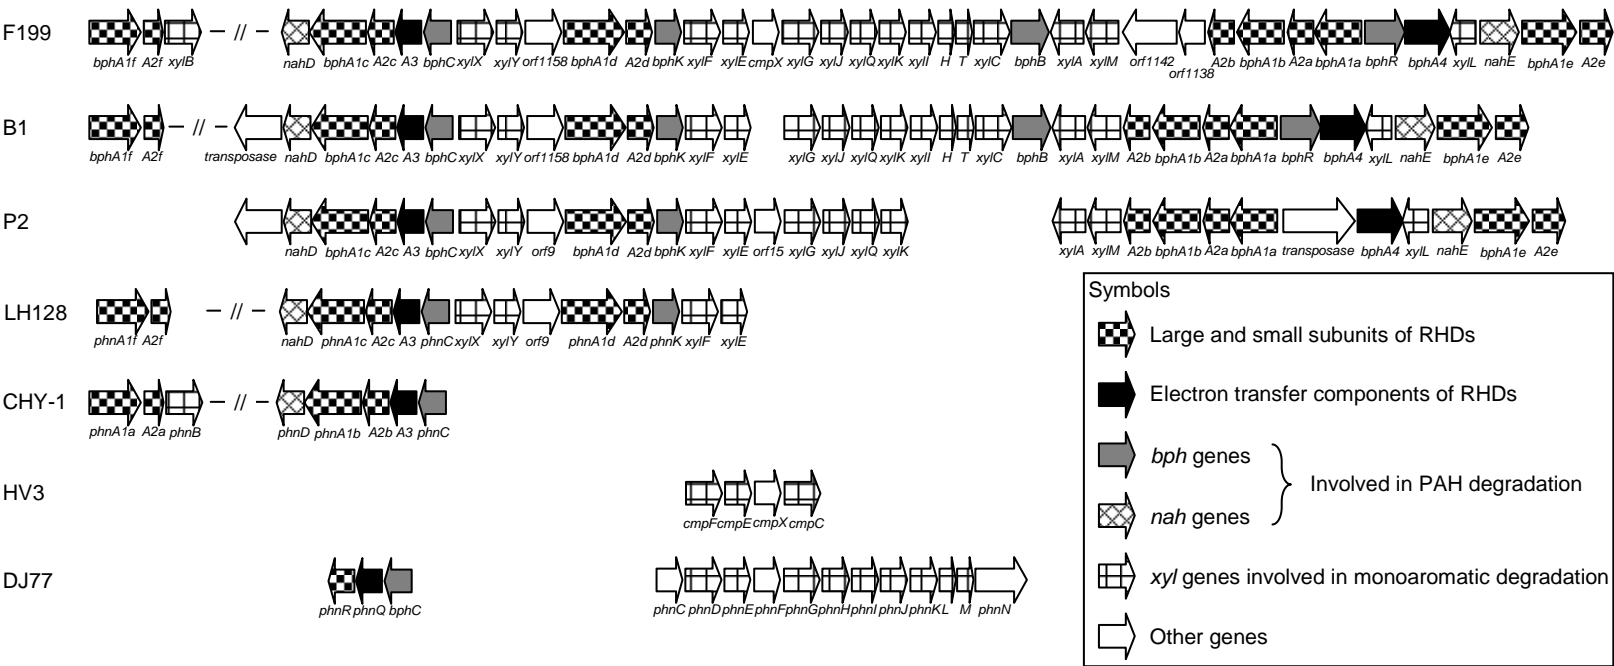 F199
bphA1f A2f xylB // nahD bphA1c A2c A3 bphC xylX xylY orf1158 bphA1d A2d bphK xylF xylE cmpX xylG xylJ xylQ xylK xylI H T xylC bphB xylA xylM orf1142 orf1138 A2b bphA1b A2a bphA1a bphR bphA4 xylL nahE bphA1e A2e
B1
bphA1f A2f // transposase nahD bphA1c A2c A3 bphC xylX xylY orf1158 bphA1d A2d bphK xylF xylE xylG xylJ xylQ xylK xylI H T xylC bphB xylA xylM A2b bphA1b A2a bphA1a bphR bphA4 xylL nahE bphA1e A2e
P2
nahD bphA1c A2c A3 bphC xylX xylY orf9 bphA1d A2d bphK xylF xylE orf15 xylG xylJ xylQ xylK xylA xylM A2b bphA1b A2a bphA1a transposase bphA4 xylL nahE bphA1e A2e
LH128
phnA1f A2f // nahD phnA1c A2c A3 phnC xylX xylY orf9 phnA1d A2d phnK xylF xylE
CHY-1
phnA1a A2a phnB // phnD phnA1b A2b A3 phnC
HV3
cmpF cmpE cmpX cmpC
DJ77
phnR phnQ bphC phnC phnD phnE phnF phnG phnH phnI phnJ phnK L M phnN
Symbols
Large and small subunits of RHDs
Electron transfer components of RHDs
bph genes
Involved in PAH degradation
nah genes
xyl genes involved in monoaromatic degradation
Other genes